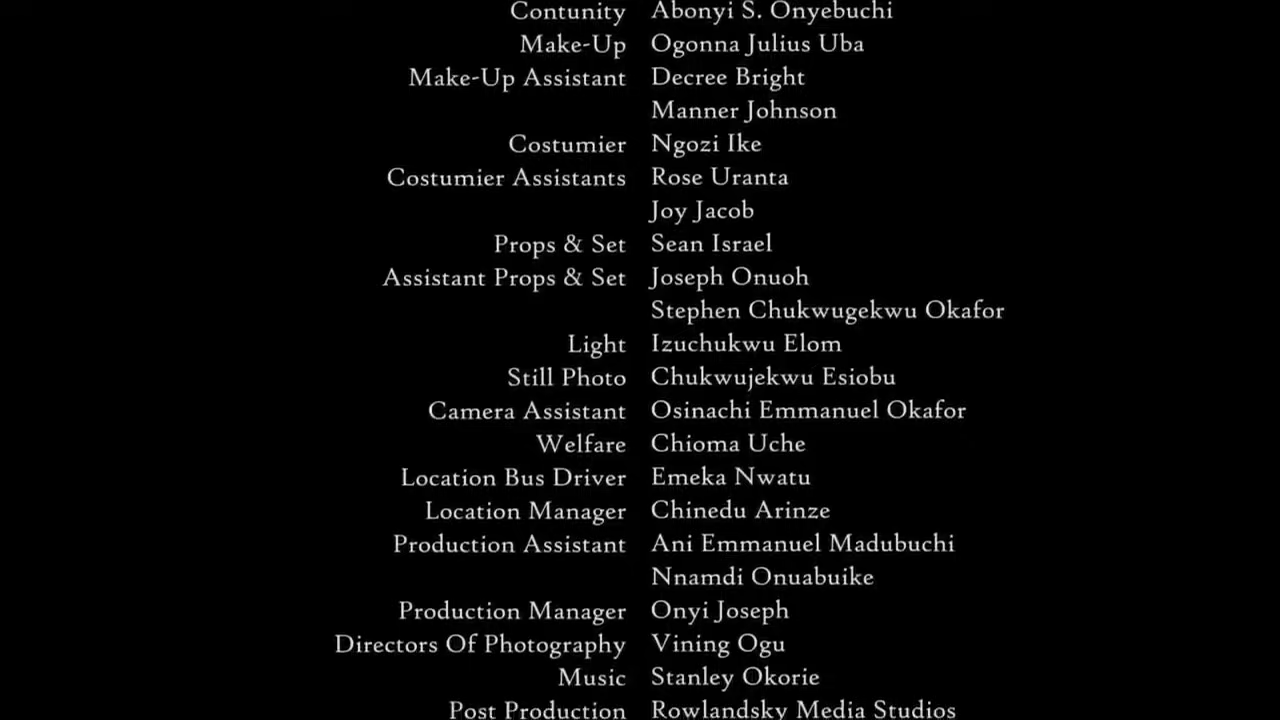 Contunity Abonyi S. Onyebuchi
Make-Up Ogonna Julius Uba
Make-Up Assistant Decree Bright
Manner Johnson
Costumier Ngozi Ike
Costumier Assistants Rose Uranta
Joy Jacob
Props & Set Sean Israel
Assistant Props & Set Joseph Onuoh
Stephen Chukwugekwu Okafor
Light Izuchukwu Elom
Still Photo Chukwujekwu Esiobu
Camera Assistant Osinachi Emmanuel Okafor
Welfare Chioma Uche
Location Bus Driver Emeka Nwatu
Location Manager Chinedu Arinze
Production Assistant Ani Emmanuel Madubuchi
Nnamdi Onuabuike
Production Manager Onyi Joseph
Directors Of Photography Vining Ogu
Music Stanley Okorie
Post Production Rowlandsky Media Studios